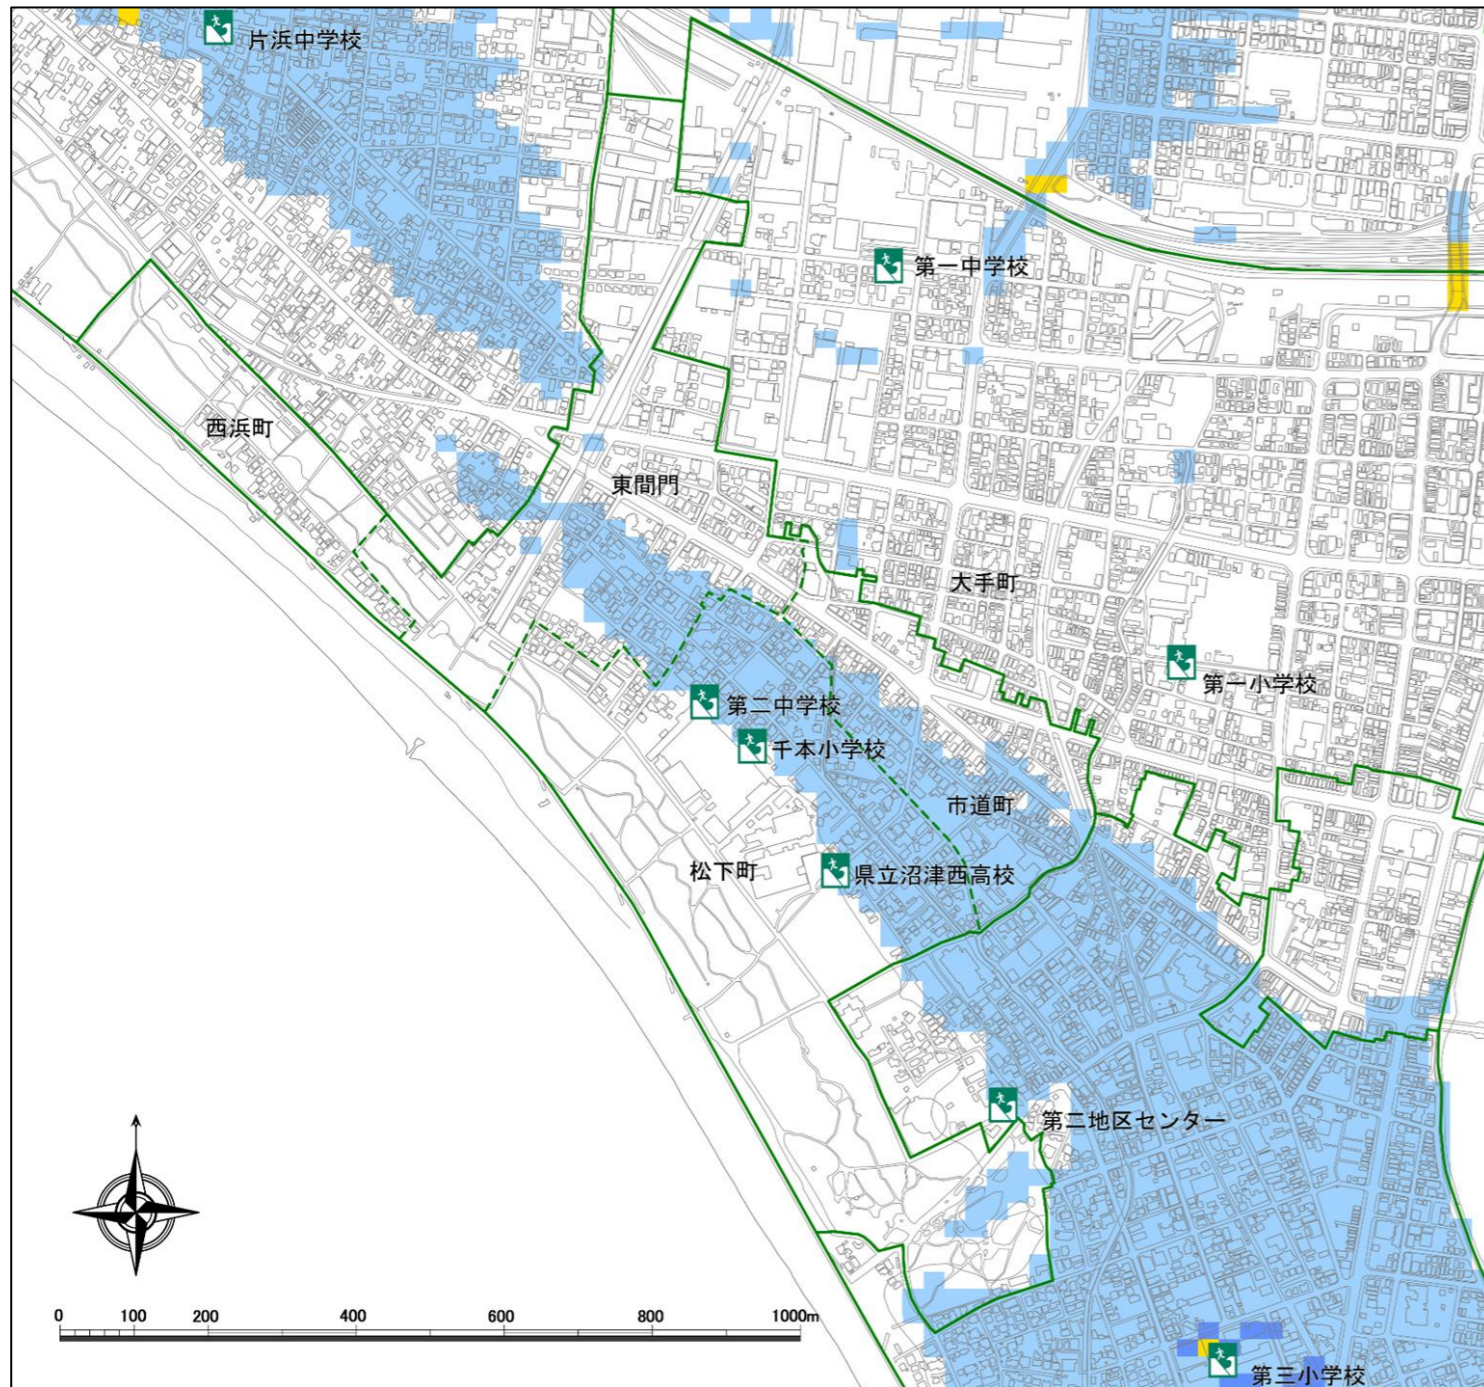 片浜中学校
第一中学校
西浜町
東間門
大手町
第一小学校
第二中学校
千本小学校
市道町
松下町
県立沼津西高校
第二地区センター
0 100 200 400 600 800 1000m
第三小学校